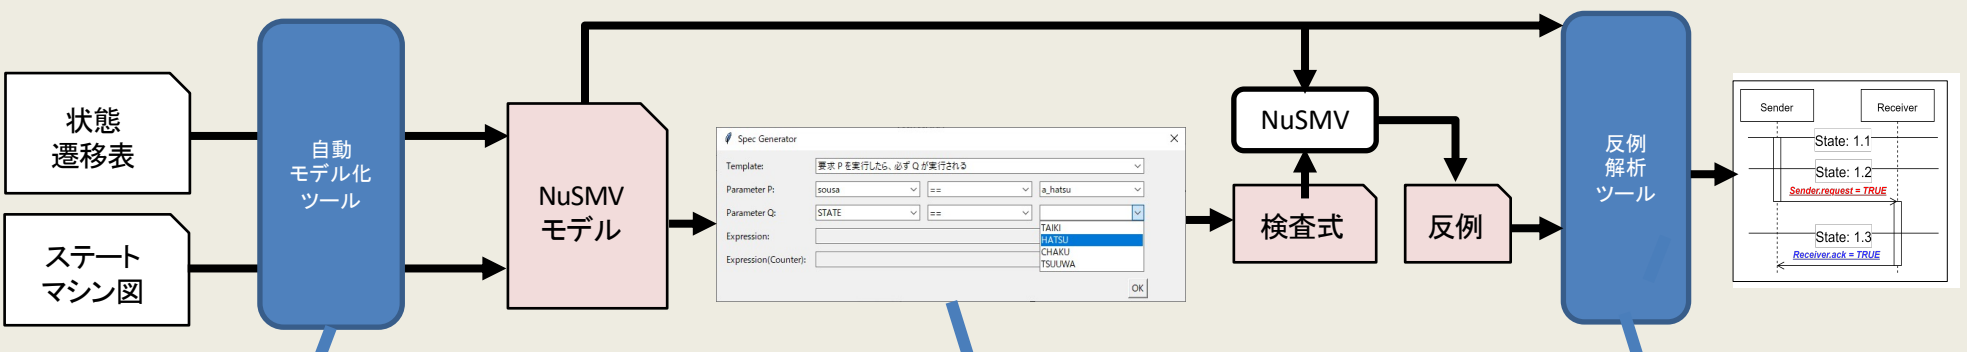 状態
遷移表
ステート
マシン図
自動
モデル化
ツール
NuSMV
モデル
Spec Generator
Template:
要求 P を実行したら、必ず Q が実行される
Parameter P:
sousa
==
a_hatsu
Parameter Q:
STATE
==
TAIKI
HATSU
CHAKU
TSUUWA
Expression:
Expression(Counter):
OK
NuSMV
検査式
反例
反例
解析
ツール
Sender
Receiver
State: 1.1
State: 1.2
Sender.request = TRUE
State: 1.3
Receiver.ack = TRUE